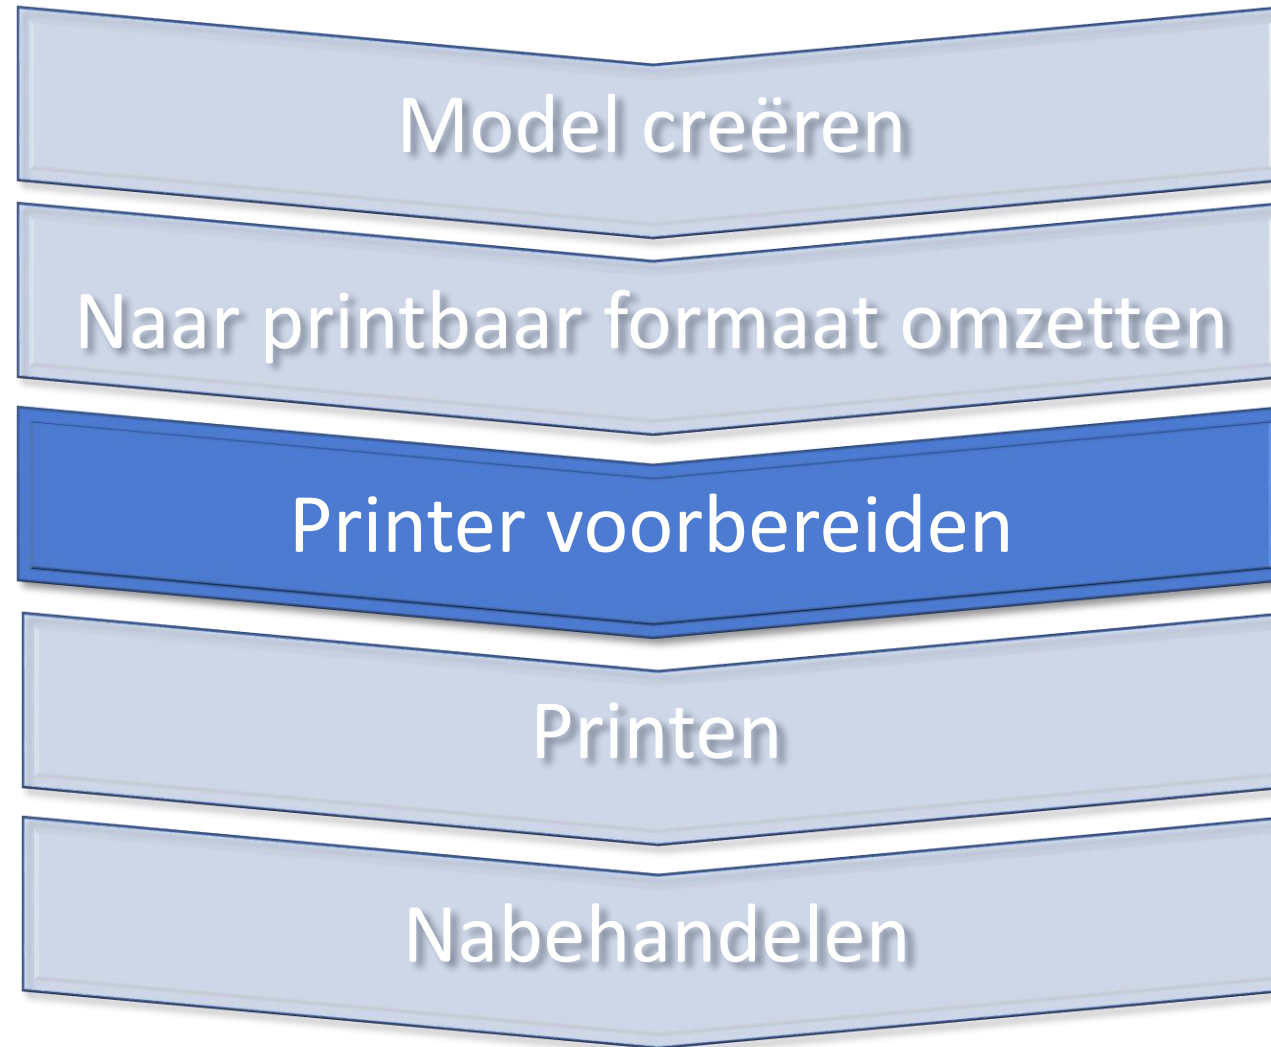 Model creëren
Naar printbaar formaat omzetten
Printer voorbereiden
Printen
Nabehandelen